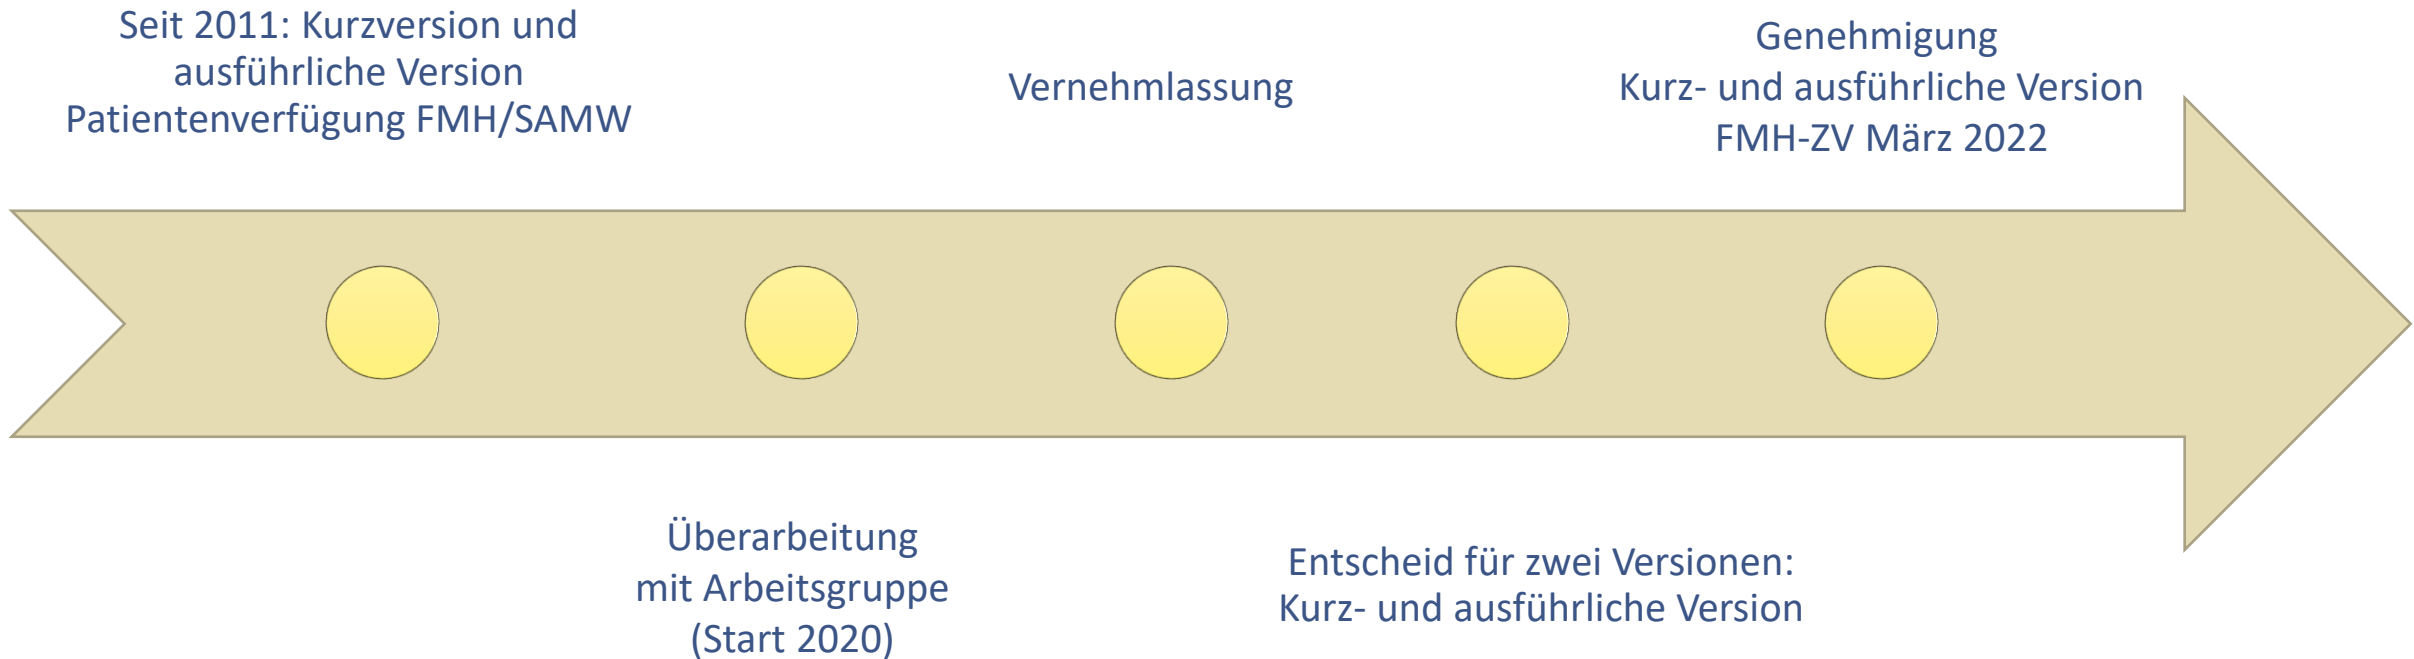 Seit 2011: Kurzversion und
ausführliche Version
Patientenverfügung FMH/SAMW
Überarbeitung
mit Arbeitsgruppe
(Start 2020)
Vernehmlassung
Entscheid für zwei Versionen:
Kurz- und ausführliche Version
Genehmigung
Kurz- und ausführliche Version
FMH-ZV März 2022